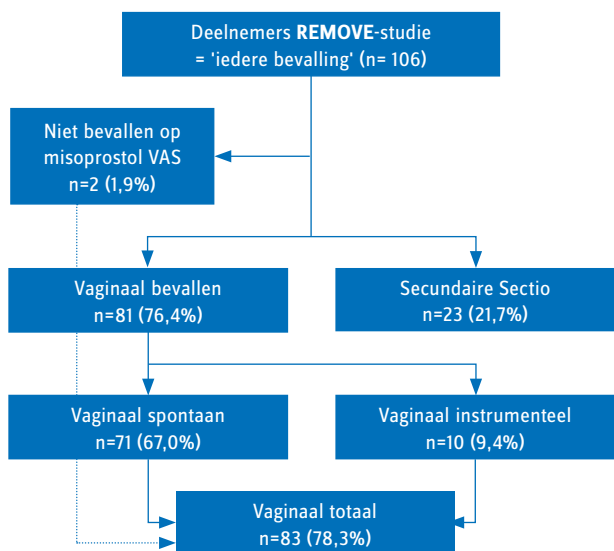 Deelnemers REMOVE-studie
= 'iedere bevalling' (n= 106)
Niet bevallen op
misoprostol VAS
n=2 (1,9%)
Vaginaal bevallen
n=81 (76,4%)
Secundaire Sectio
n=23 (21,7%)
Vaginaal spontaan
n=71 (67,0%)
Vaginaal instrumenteel
n=10 (9,4%)
Vaginaal totaal
n=83 (78,3%)